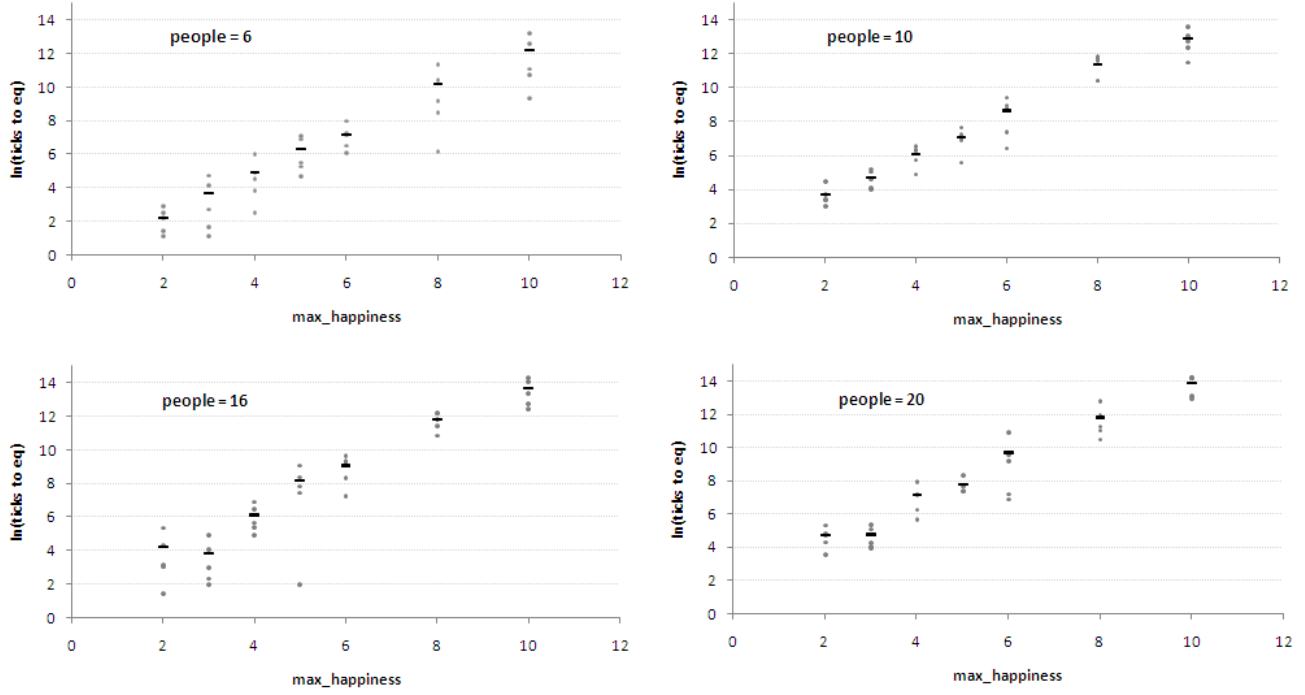 people = 6
ln(ticks to eq)
14
12
10
8
6
4
2
0
0 2 4 6 8 10 12
max_happiness
people = 10
ln(ticks to eq)
14
12
10
8
6
4
2
0
0 2 4 6 8 10 12
max_happiness
people = 16
ln(ticks to eq)
14
12
10
8
6
4
2
0
0 2 4 6 8 10 12
max_happiness
people = 20
ln(ticks to eq)
14
12
10
8
6
4
2
0
0 2 4 6 8 10 12
max_happiness